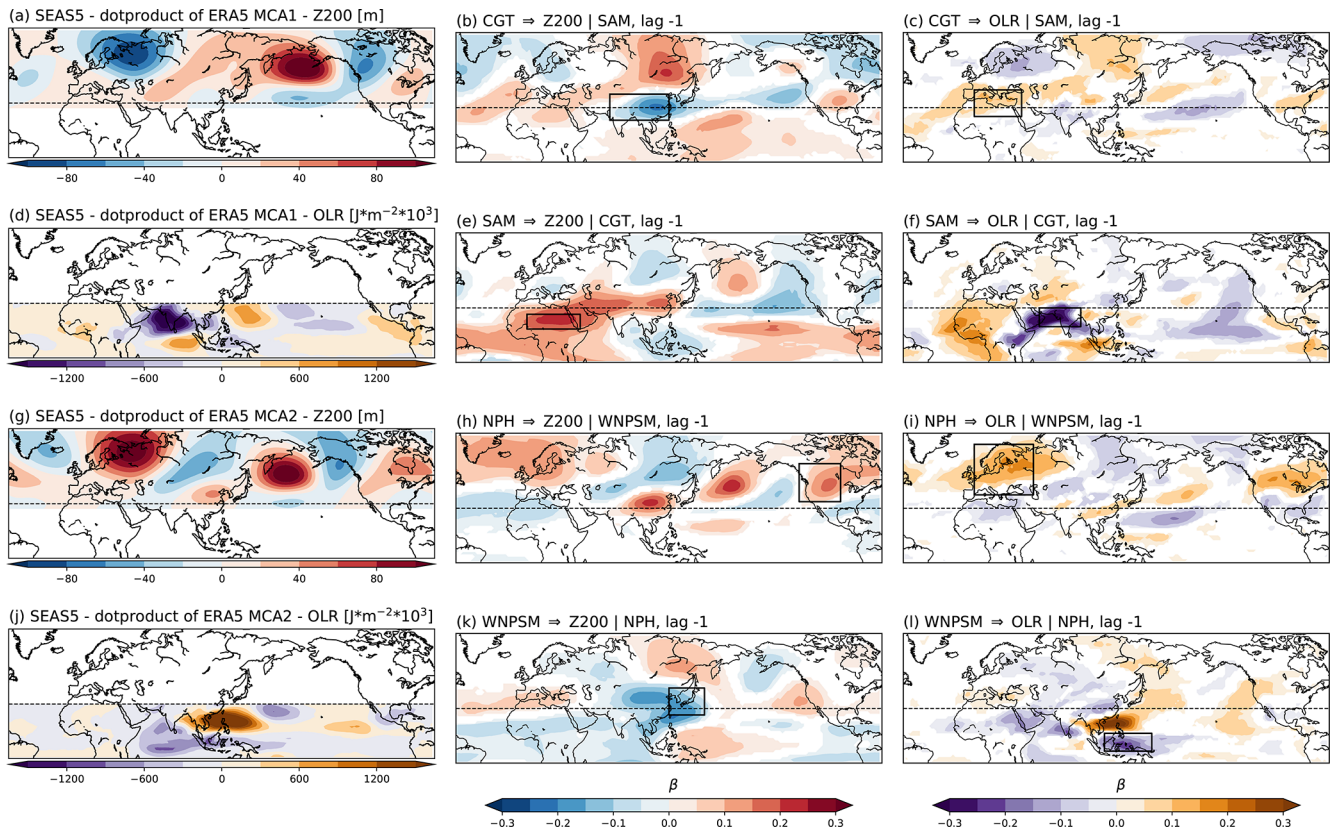 (a) SEAS5 - dotproduct of ERA5 MCA1 - Z200 [m]
(b) CGT ⇒ Z200 | SAM, lag -1
(c) CGT ⇒ OLR | SAM, lag -1
−80 −40 0 40 80
(d) SEAS5 - dotproduct of ERA5 MCA1 - OLR [J*m⁻²*10³]
(e) SAM ⇒ Z200 | CGT, lag -1
(f) SAM ⇒ OLR | CGT, lag -1
−1200 −600 0 600 1200
(g) SEAS5 - dotproduct of ERA5 MCA2 - Z200 [m]
(h) NPH ⇒ Z200 | WNPSM, lag -1
(i) NPH ⇒ OLR | WNPSM, lag -1
−80 −40 0 40 80
(j) SEAS5 - dotproduct of ERA5 MCA2 - OLR [J*m⁻²*10³]
(k) WNPSM ⇒ Z200 | NPH, lag -1
(l) WNPSM ⇒ OLR | NPH, lag -1
−1200 −600 0 600 1200
β
β
−0.3 −0.2 −0.1 0.0 0.1 0.2 0.3
−0.3 −0.2 −0.1 0.0 0.1 0.2 0.3